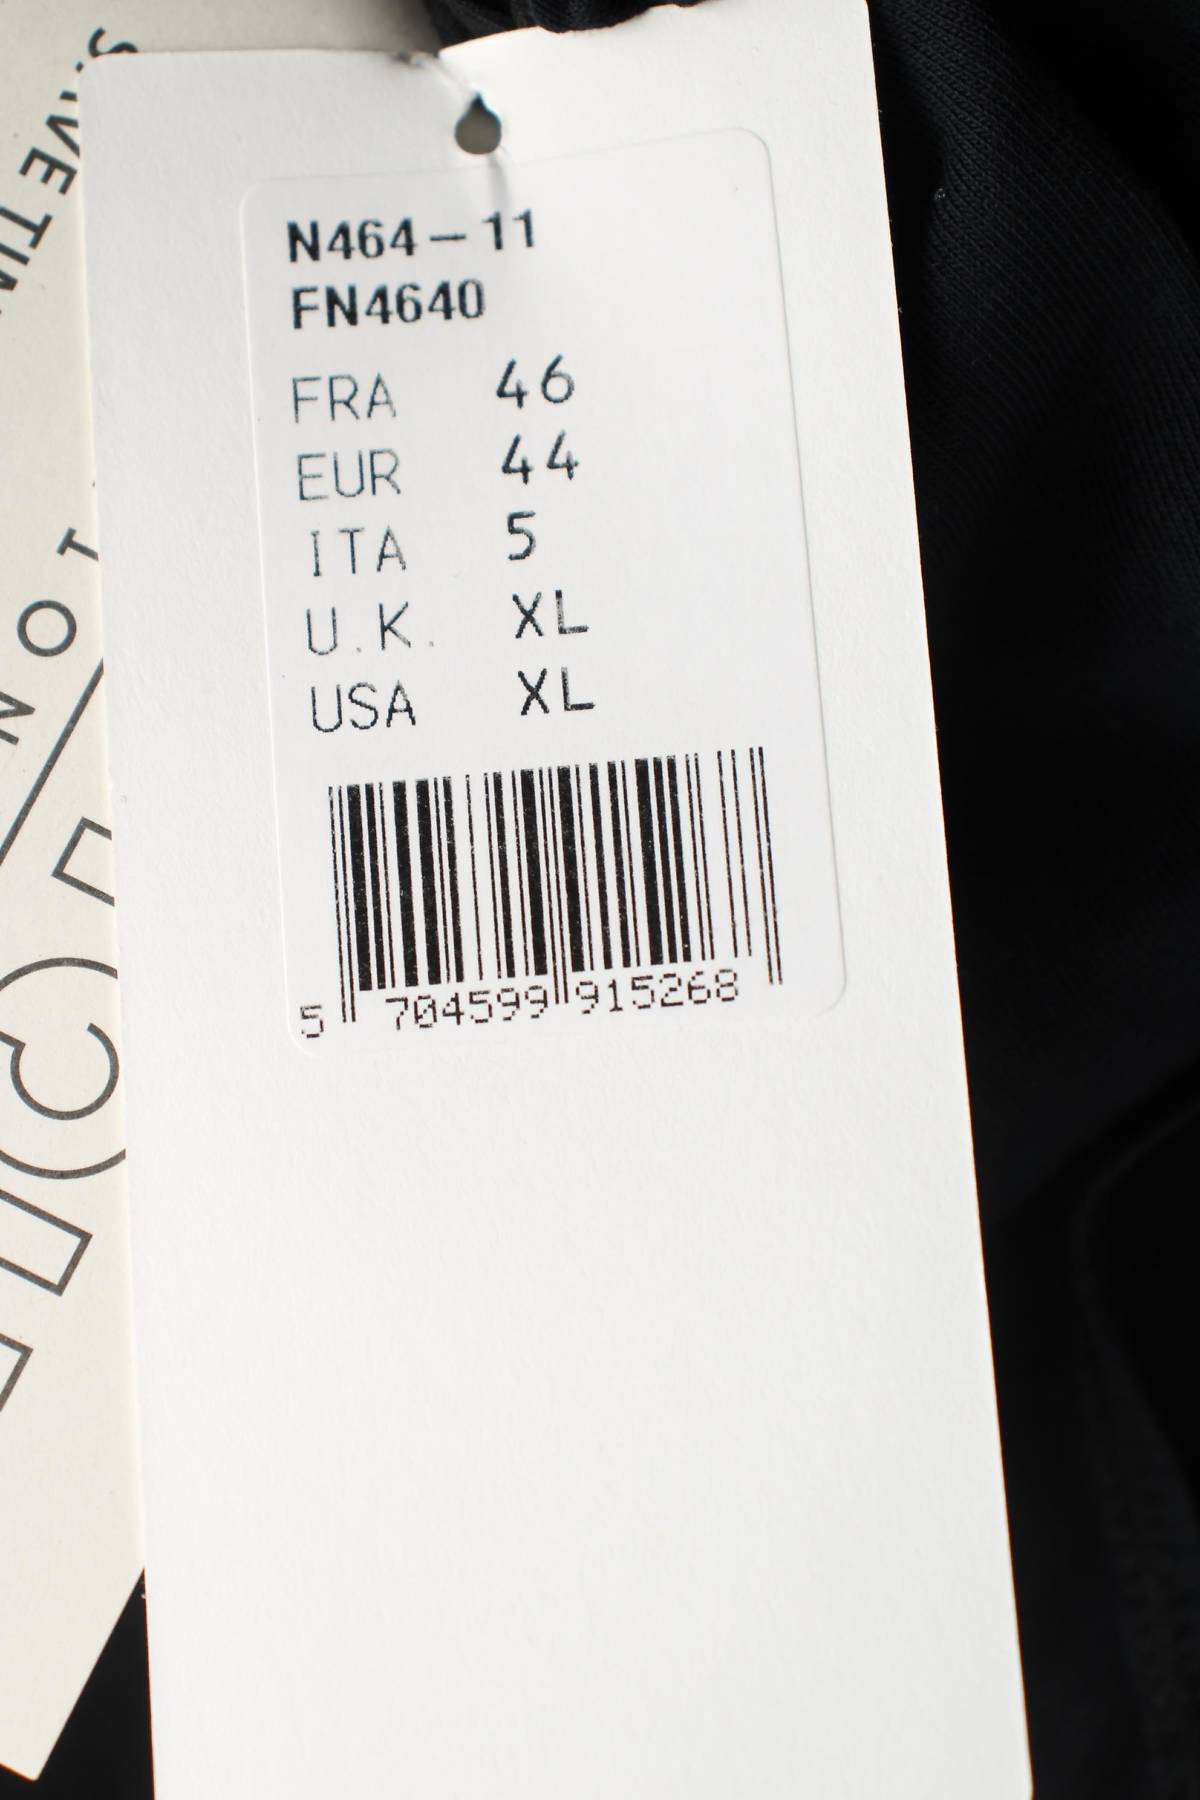 N464-11
FN4640
FRA 46
EUR 44
ITA 5
U.K. XL
USA XL
5 704599 915268